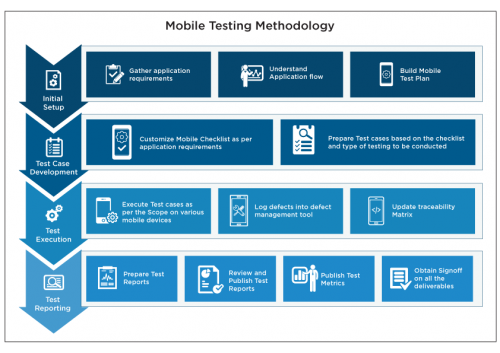 Mobile Testing Methodology
Initial
Setup
Gather application
requirements
Understand
Application flow
Build Mobile
Test Plan
Test Case
Development
Customize Mobile Checklist as per
application requirements
Prepare Test cases based on the checklist
and type of testing to be conducted
Test
Execution
Execute Test cases as
per the Scope on various
mobile devices
Log defects into defect
management tool
Update traceability
Matrix
Test
Reporting
Prepare Test
Reports
Review and
Publish Test
Reports
Publish Test
Metrics
Obtain Signoff
on all the
deliverables